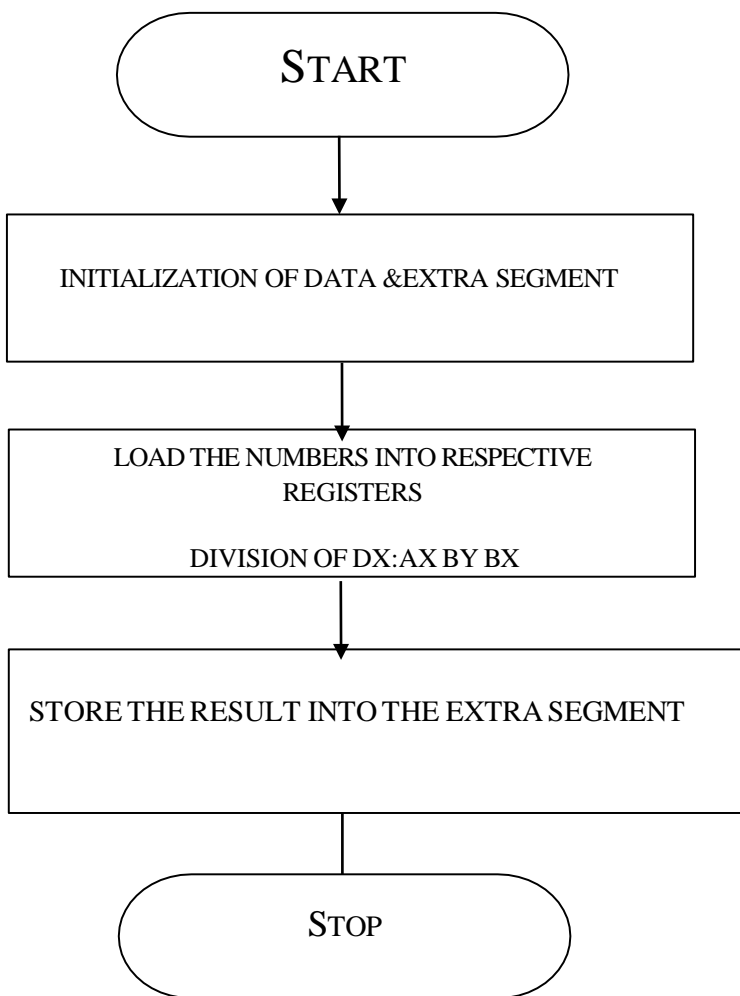 START
INITIALIZATION OF DATA &EXTRA SEGMENT
LOAD THE NUMBERS INTO RESPECTIVE
REGISTERS
DIVISION OF DX:AX BY BX
STORE THE RESULT INTO THE EXTRA SEGMENT
STOP